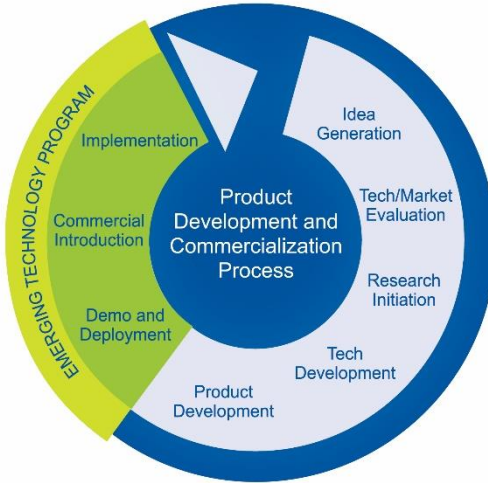 Product
Development and
Commercialization
Process
Idea
Generation
Tech/Market
Evaluation
Research
Initiation
Tech
Development
Product
Development
Demo and
Deployment
Commercial
Introduction
Implementation
EMERGING TECHNOLOGY PROGRAM